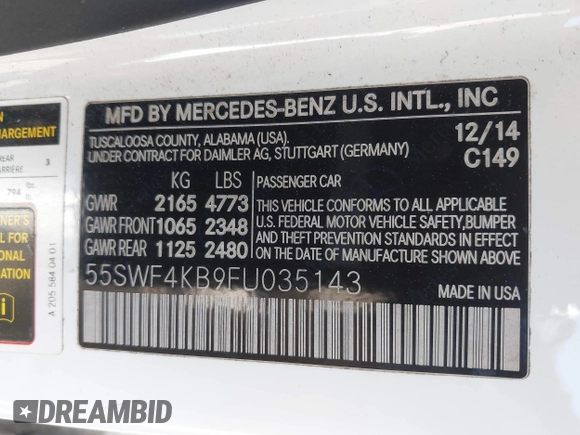 MFD BY MERCEDES-BENZ U.S. INTL., INC
TUSCALOOSA COUNTY, ALABAMA (USA). 12/14
UNDER CONTRACT FOR DAIMLER AG, STUTTGART (GERMANY) C149
KG LBS PASSENGER CAR
GVWR 2165 4773
GAWR FRONT 1065 2348
GAWR REAR 1125 2480
THIS VEHICLE CONFORMS TO ALL APPLICABLE
U.S. FEDERAL MOTOR VEHICLE SAFETY,BUMPER
AND THEFT PREVENTION STANDARDS IN EFFECT
ON THE DATE OF MANUFACTURE SHOWN ABOVE.
55SWF4KB9FU035143
MADE IN USA
HARGEMENT
3
794
A 205 584 04 01
DREAMBID